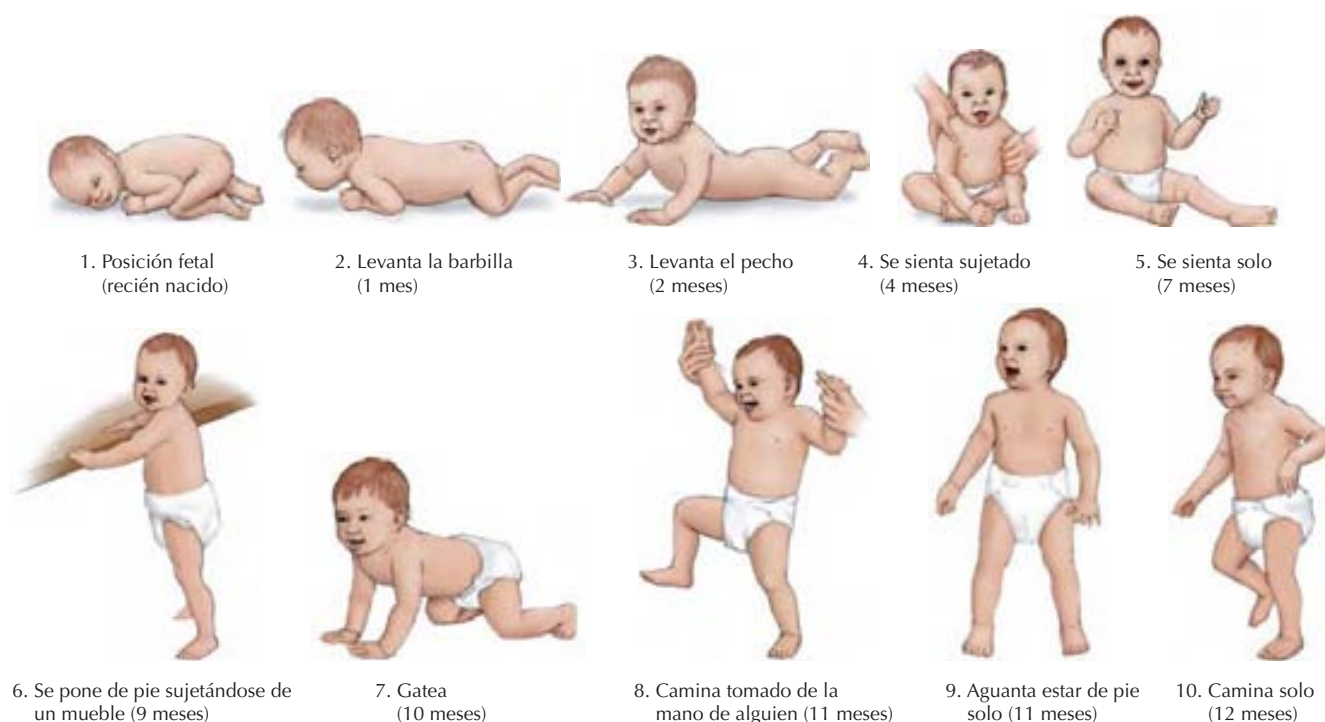 1. Posición fetal
(recién nacido)
2. Levanta la barbilla
(1 mes)
3. Levanta el pecho
(2 meses)
4. Se sienta sujetado
(4 meses)
5. Se sienta solo
(7 meses)
6. Se pone de pie sujetándose de
un mueble (9 meses)
7. Gatea
(10 meses)
8. Camina tomado de la
mano de alguien (11 meses)
9. Aguanta estar de pie
solo (11 meses)
10. Camina solo
(12 meses)